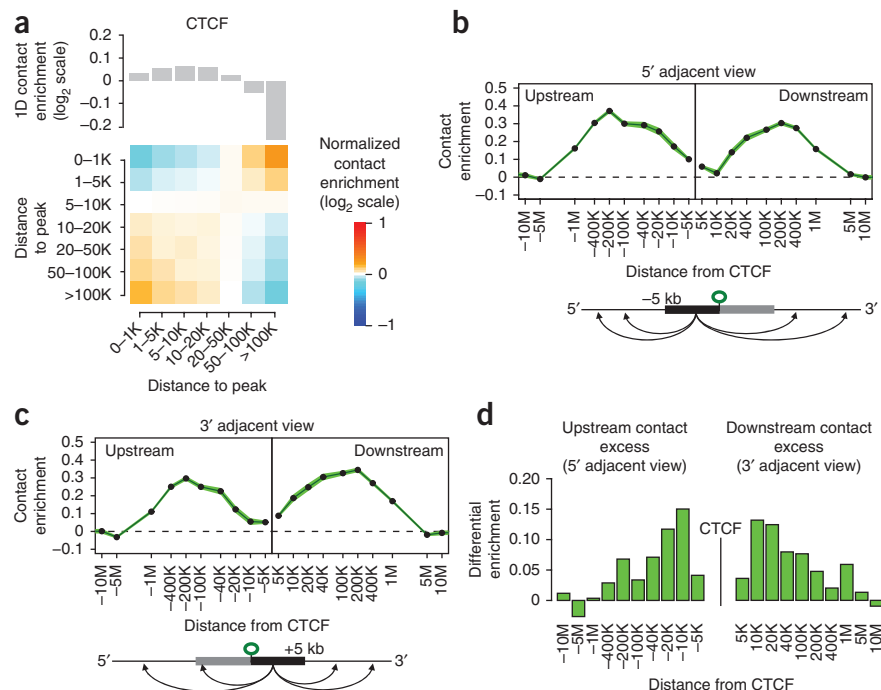 a
CTCF
1D contact
enrichment
(log2 scale)
0.2
0.1
0
−0.1
−0.2
Distance
to peak
0–1K
1–5K
5–10K
10–20K
20–50K
50–100K
>100K
0–1K
1–5K
5–10K
10–20K
20–50K
50–100K
>100K
Distance to peak
Normalized
contact
enrichment
(log2 scale)
1
0
−1
b
5′ adjacent view
Upstream
Downstream
Contact
enrichment
0.5
0.4
0.3
0.2
0.1
0
−0.1
−10M
−5M
−1M
−400K
−200K
−100K
−40K
−20K
−10K
−5K
5K
10K
20K
40K
100K
200K
400K
1M
5M
10M
Distance from CTCF
5′
−5 kb
3′
c
3′ adjacent view
Upstream
Downstream
Contact
enrichment
0.5
0.4
0.3
0.2
0.1
0
−0.1
−10M
−5M
−1M
−400K
−200K
−100K
−40K
−20K
−10K
−5K
5K
10K
20K
40K
100K
200K
400K
1M
5M
10M
Distance from CTCF
5′
+5 kb
3′
d
Upstream contact
excess
(5′ adjacent view)
Downstream contact
excess
(3′ adjacent view)
Differential
enrichment
0.20
0.15
0.10
0.05
0
CTCF
−10M
−5M
−1M
−400K
−200K
−100K
−40K
−20K
−10K
−5K
5K
10K
20K
40K
100K
200K
400K
1M
5M
10M
Distance from CTCF